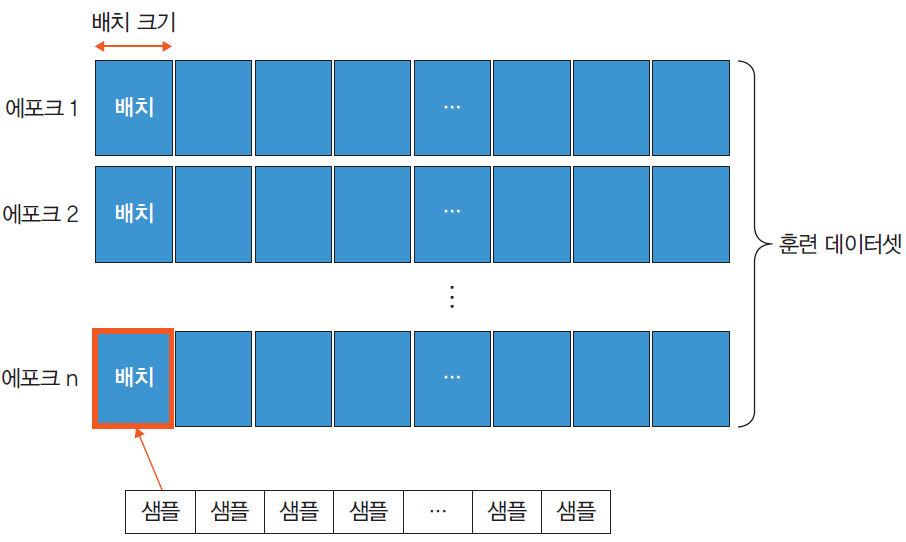 배치 크기
에포크 1 배치 ···
에포크 2 배치 ···
훈련 데이터셋
⋮
에포크 n 배치 ···
샘플 샘플 샘플 샘플 ··· 샘플 샘플